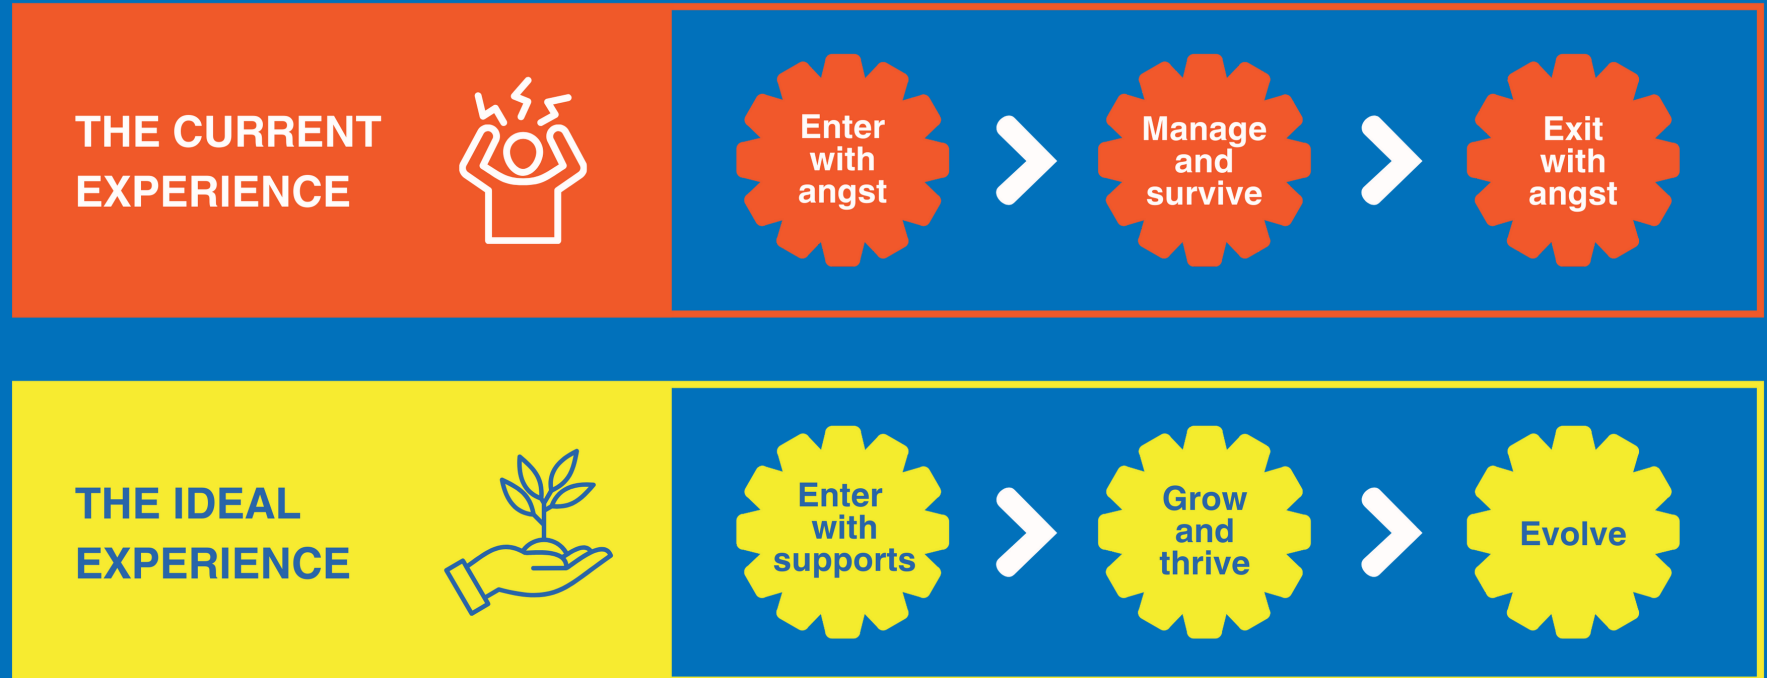 THE CURRENT
EXPERIENCE
Enter
with
angst
Manage
and
survive
Exit
with
angst
THE IDEAL
EXPERIENCE
Enter
with
supports
Grow
and
thrive
Evolve